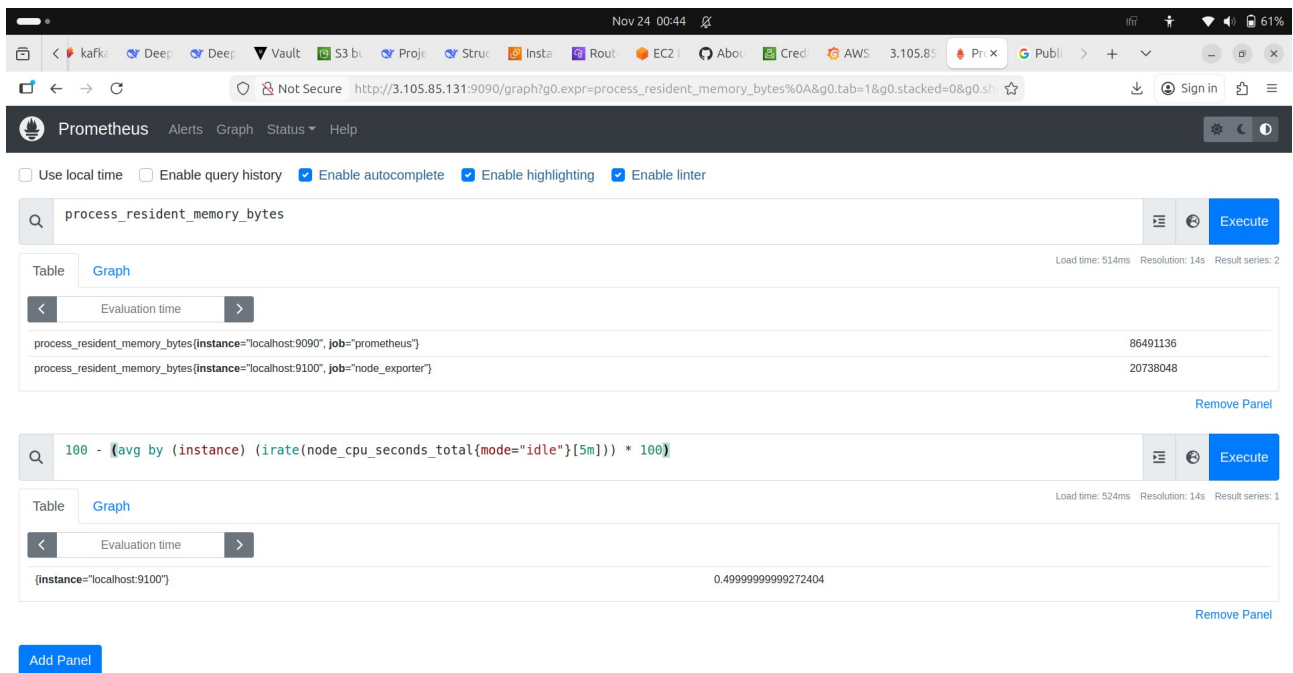 Nov 24 00:44
61%
kafka Deep Deep Vault S3 bu Proje Struc Insta Rout EC2 Abou Credi AWS 3.105.85 Pro Publi
Not Secure http://3.105.85.131:9090/graph?g0.expr=process_resident_memory_bytes%0A&g0.tab=1&g0.stacked=0&g0.sh Sign in
Prometheus Alerts Graph Status Help
Use local time Enable query history Enable autocomplete Enable highlighting Enable linter
process_resident_memory_bytes Execute
Table Graph Load time: 514ms Resolution: 14s Result series: 2
Evaluation time
process_resident_memory_bytes{instance="localhost:9090", job="prometheus"} 86491136
process_resident_memory_bytes{instance="localhost:9100", job="node_exporter"} 20738048
Remove Panel
100 - (avg by (instance) (irate(node_cpu_seconds_total{mode="idle"}[5m])) * 100) Execute
Table Graph Load time: 524ms Resolution: 14s Result series: 1
Evaluation time
{instance="localhost:9100"} 0.49999999999272404
Remove Panel
Add Panel